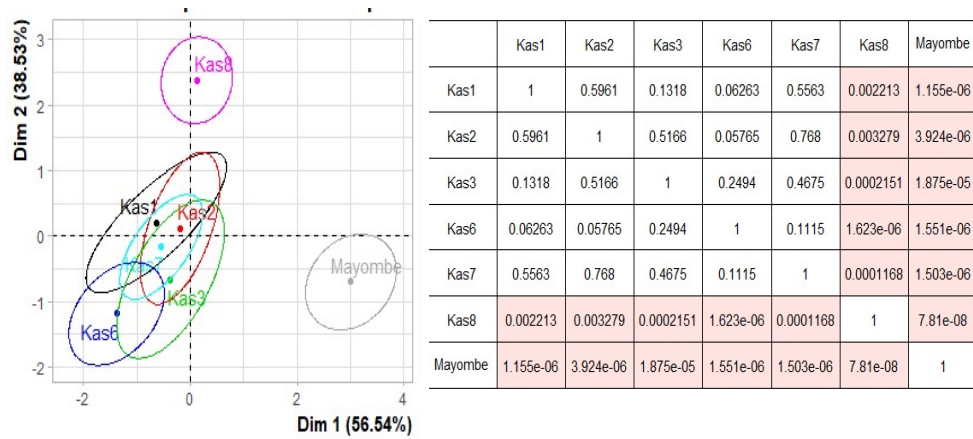 3
Kas8
2
1
Kas1
Kas2
0
Kas7
Mayombe
Kas3
-1
Kas6
-2
-2
0
2
4
Dim 2 (38.53%)
Dim 1 (56.54%)
Kas1 Kas2 Kas3 Kas6 Kas7 Kas8 Mayombe
Kas1 1 0.5961 0.1318 0.06263 0.5563 0.002213 1.155e-06
Kas2 0.5961 1 0.5166 0.05765 0.768 0.003279 3.924e-06
Kas3 0.1318 0.5166 1 0.2494 0.4675 0.0002151 1.875e-05
Kas6 0.06263 0.05765 0.2494 1 0.1115 1.623e-06 1.551e-06
Kas7 0.5563 0.768 0.4675 0.1115 1 0.0001168 1.503e-06
Kas8 0.002213 0.003279 0.0002151 1.623e-06 0.0001168 1 7.81e-08
Mayombe 1.155e-06 3.924e-06 1.875e-05 1.551e-06 1.503e-06 7.81e-08 1